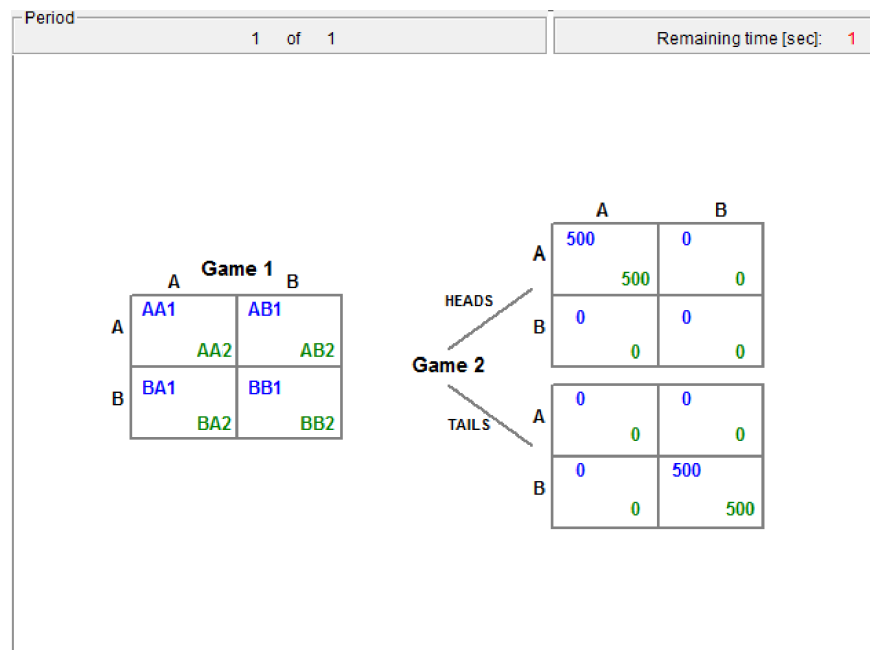 Period
1 of 1
Remaining time [sec]: 1
Game 1
A B
A
AA1 AB1
AA2 AB2
B
BA1 BB1
BA2 BB2
Game 2
HEADS
A B
A
500 0
500 0
B
0 0
0 0
TAILS
A
0 0
0 0
B
0 500
0 500